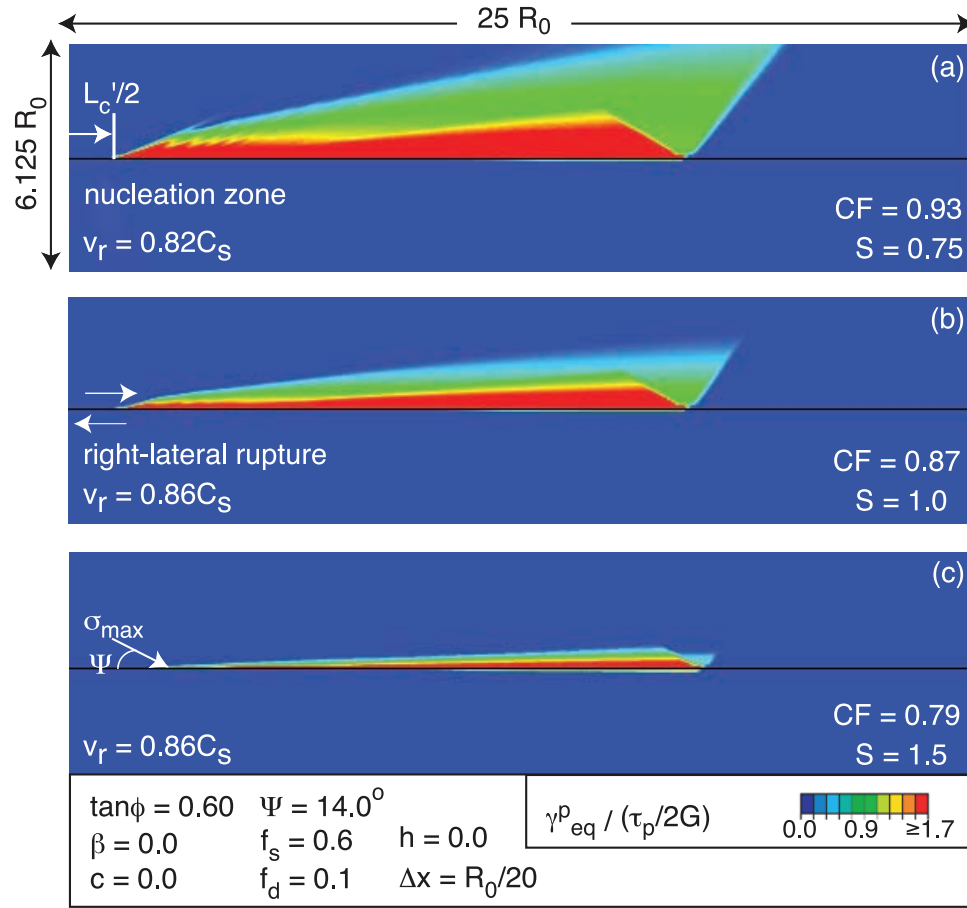 25 R₀
6.125 R₀
(a)
L꜀'/2
nucleation zone
vᵣ = 0.82Cₛ
CF = 0.93
S = 0.75
(b)
right-lateral rupture
vᵣ = 0.86Cₛ
CF = 0.87
S = 1.0
(c)
σₘₐₓ
Ψ
vᵣ = 0.86Cₛ
CF = 0.79
S = 1.5
tanϕ = 0.60 Ψ = 14.0°
β = 0.0 fₛ = 0.6 h = 0.0
c = 0.0 f_d = 0.1 Δx = R₀/20
γᵖ_eq / (τₚ/2G)
0.0 0.9 ≥1.7